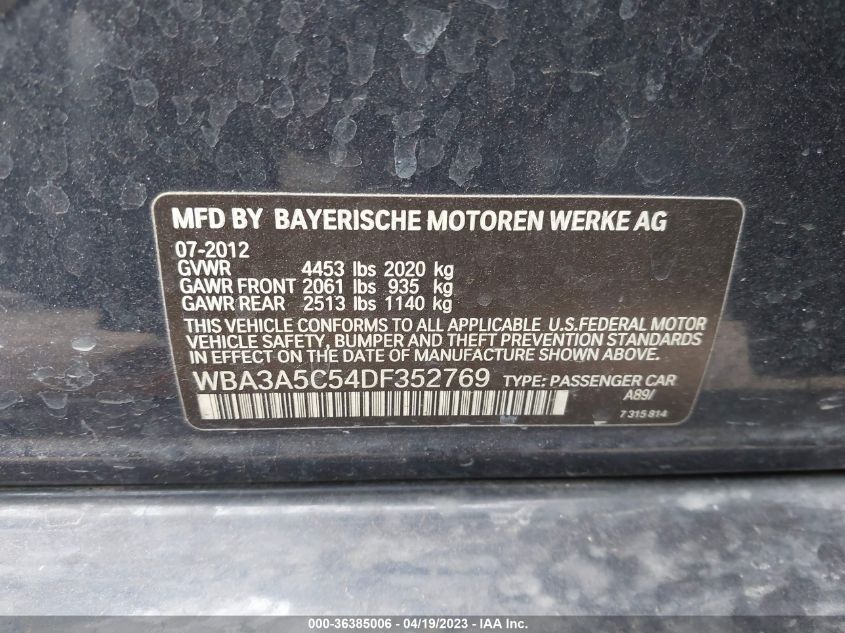 MFD BY BAYERISCHE MOTOREN WERKE AG
07-2012
GVWR 4453 lbs 2020 kg
GAWR FRONT 2061 lbs 935 kg
GAWR REAR 2513 lbs 1140 kg
THIS VEHICLE CONFORMS TO ALL APPLICABLE U.S.FEDERAL MOTOR
VEHICLE SAFETY, BUMPER AND THEFT PREVENTION STANDARDS
IN EFFECT ON THE DATE OF MANUFACTURE SHOWN ABOVE.
WBA3A5C54DF352769 TYPE: PASSENGER CAR
A89/
7 315 814
000-36385006 - 04/19/2023 - IAA Inc.